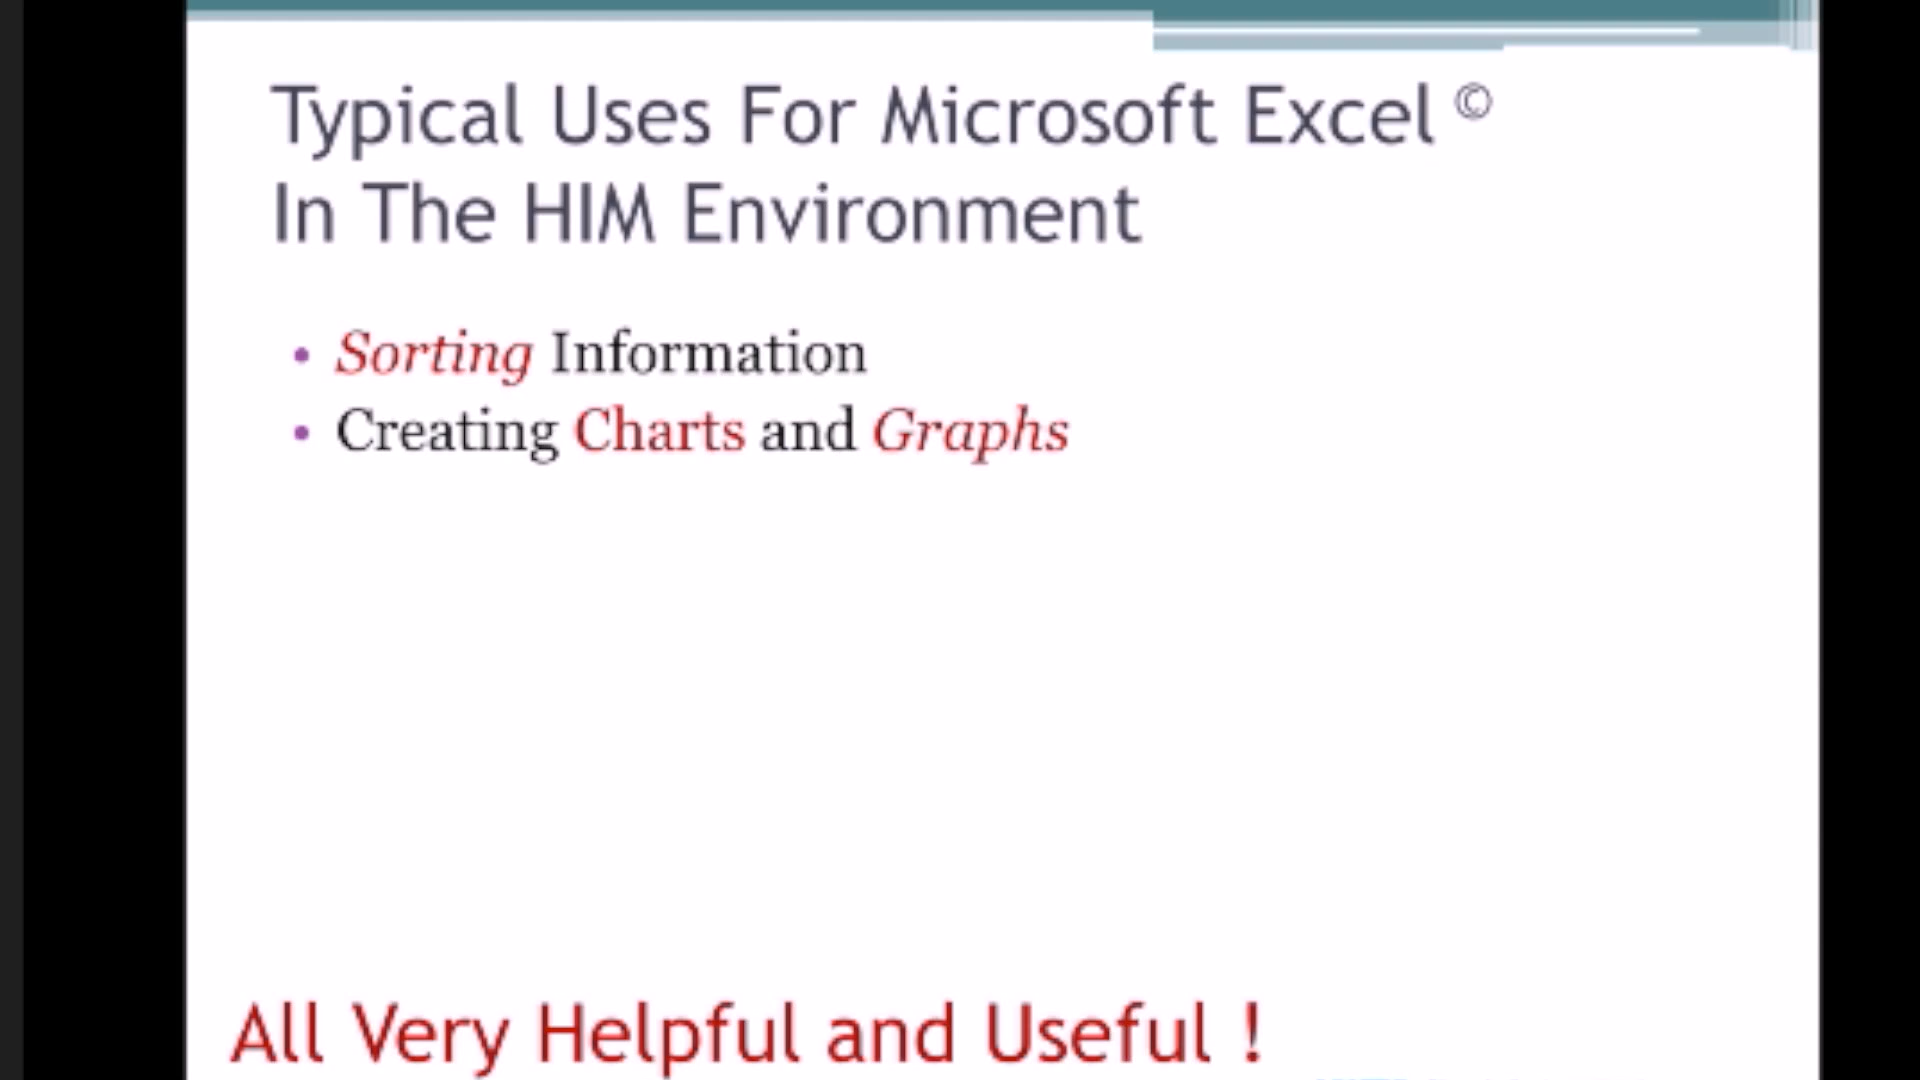 Typical Uses For Microsoft Excel ©
In The HIM Environment
• Sorting Information
• Creating Charts and Graphs
All Very Helpful and Useful !